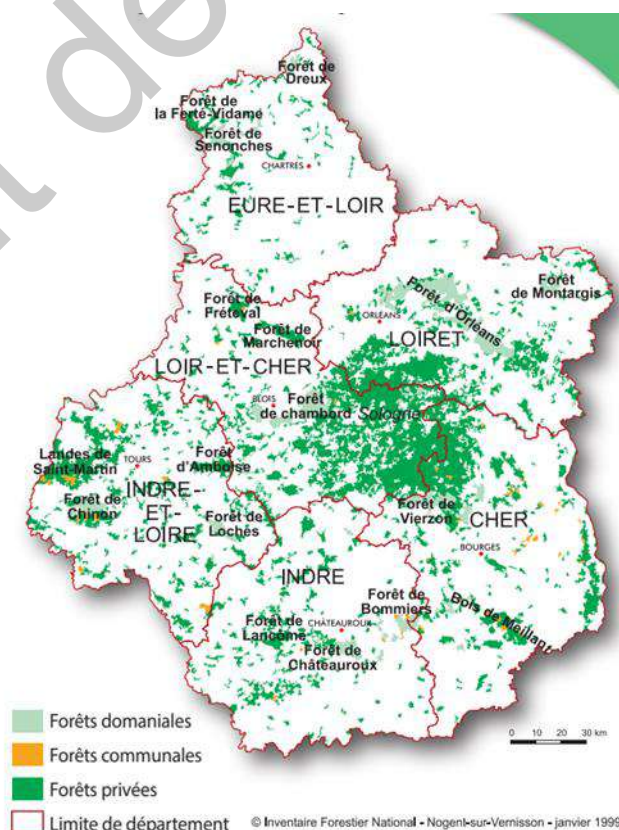 t de
Forêt de
Dreux
Forêt de
la Ferté-Vidame
Forêt de
Senonches
CHARTRES
EURE-ET-LOIR
Forêt
de Montargis
Forêt d'Orléans
ORLÉANS
LOIRET
Forêt de
Fréteval
Forêt de
Marchenoir
LOIR-ET-CHER
BLOIS
Forêt
de chambord
Sologne
Landes de
Saint-Martin
TOURS
Forêt
d'Amboise
INDRE-
ET-
LOIRE
Forêt de
Chinon
Forêt de
Loches
Forêt de
Vierzon
CHER
BOURGES
INDRE
Forêt de
Bommiers
Forêt de
Lancôme
CHÂTEAUROUX
Forêt de
Châteauroux
Bois de Meillant
Forêts domaniales
Forêts communales
Forêts privées
Limite de département
0 10 20 30 km
© Inventaire Forestier National - Nogent-sur-Vernisson - janvier 1999